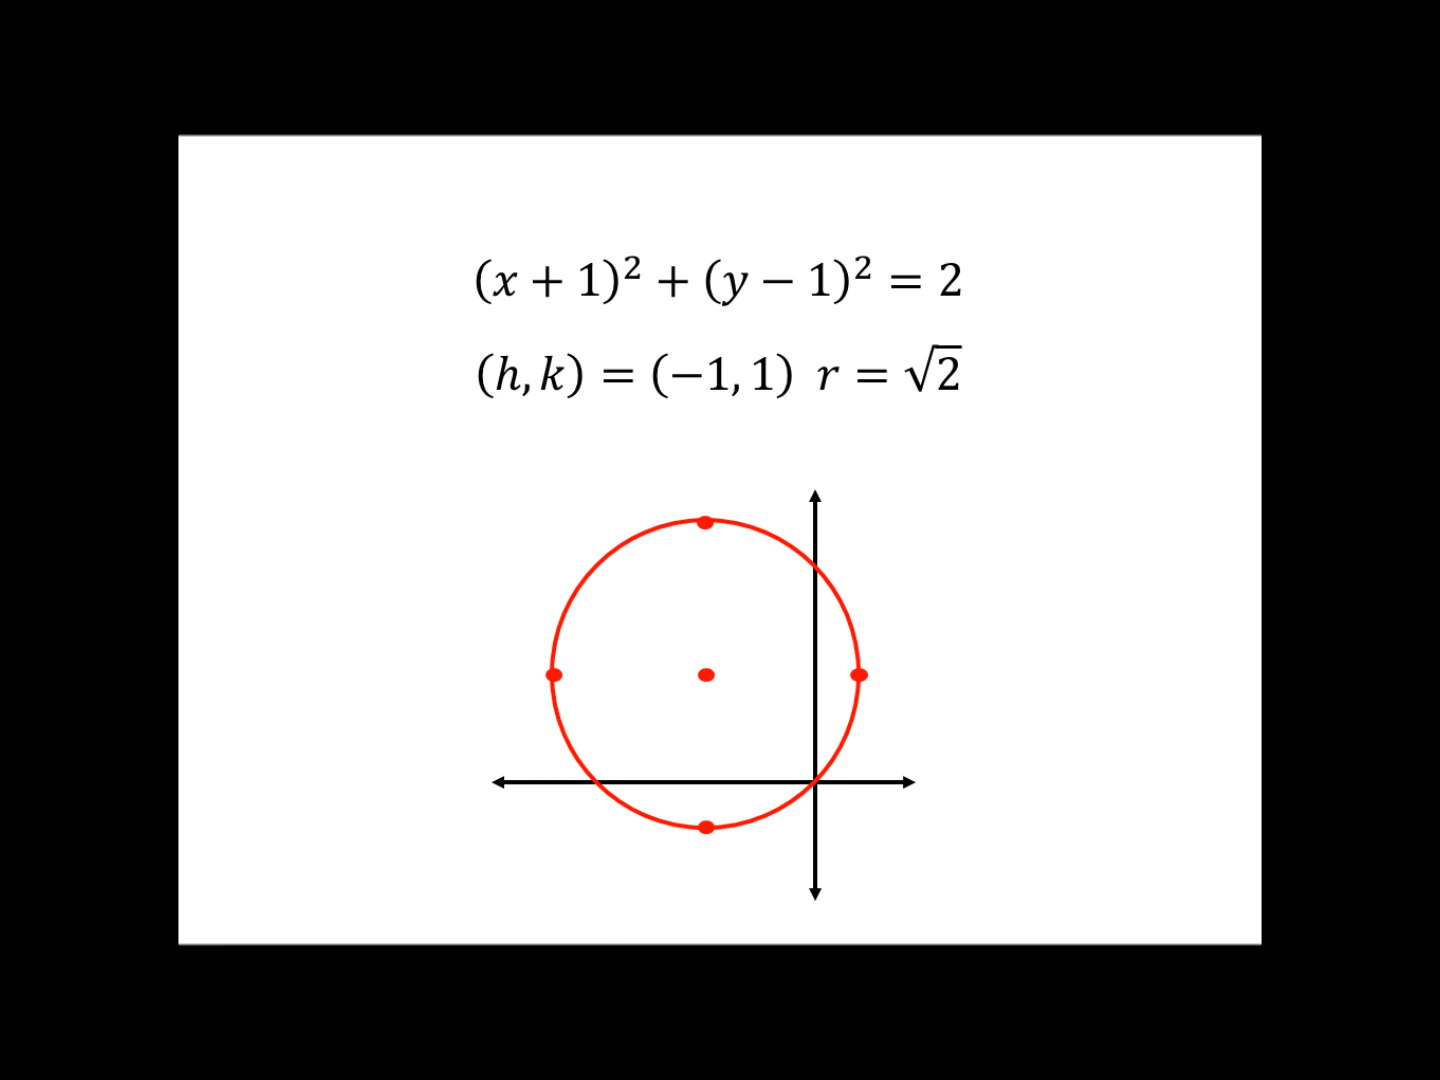 (x + 1)² + (y − 1)² = 2
(h, k) = (−1, 1) r = √2